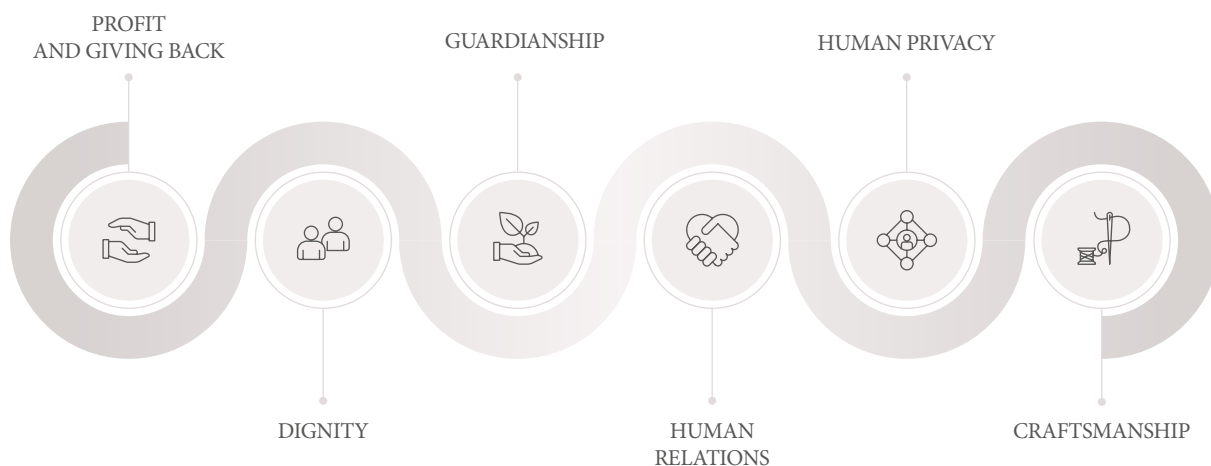 PROFIT
AND GIVING BACK
GUARDIANSHIP
HUMAN PRIVACY
DIGNITY
HUMAN
RELATIONS
CRAFTSMANSHIP